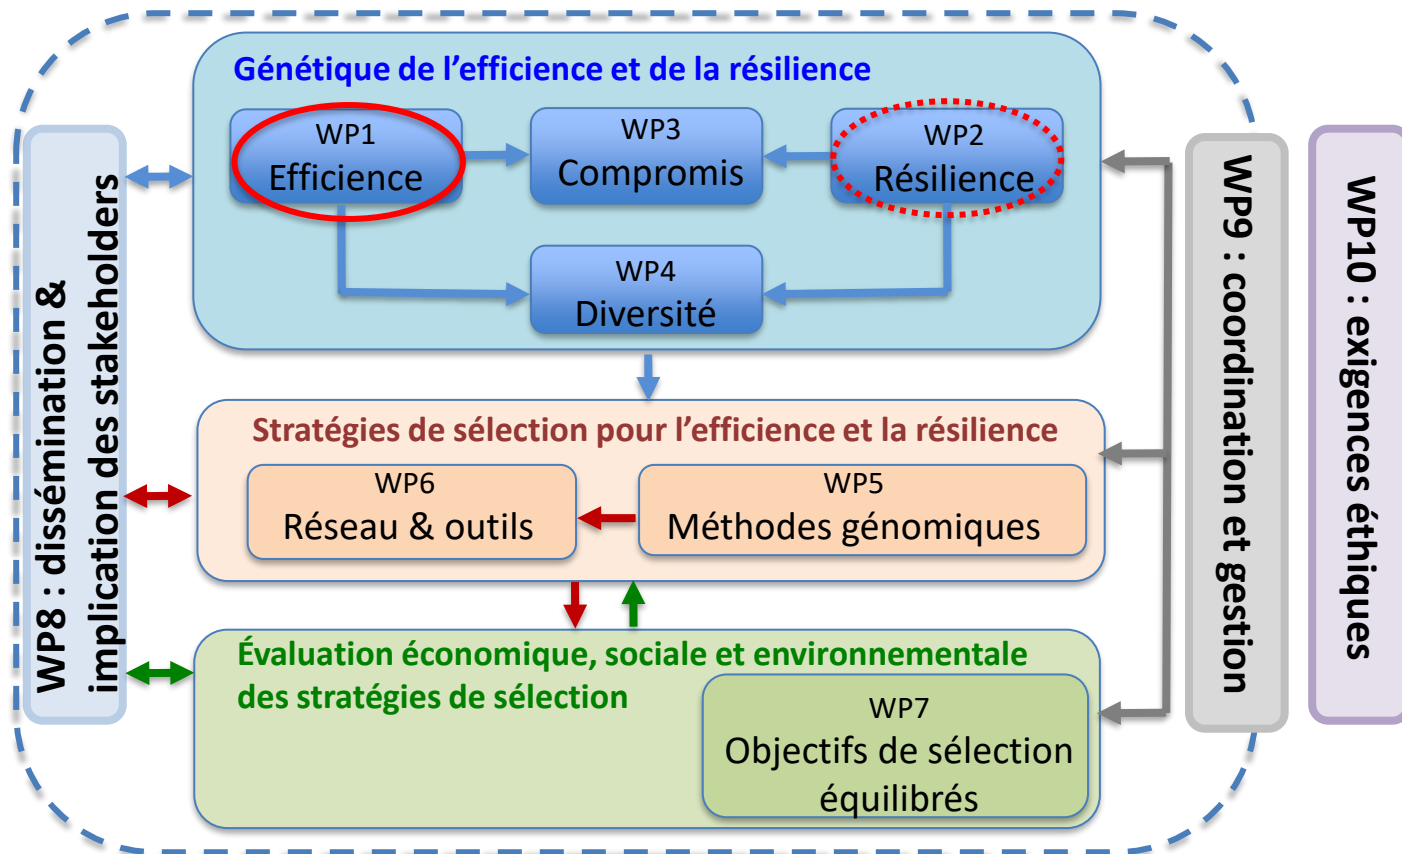 Génétique de l’efficience et de la résilience
WP1
Efficience
WP3
Compromis
WP2
Résilience
WP4
Diversité
Stratégies de sélection pour l’efficience et la résilience
WP6
Réseau & outils
WP5
Méthodes génomiques
Évaluation économique, sociale et environnementale
des stratégies de sélection
WP7
Objectifs de sélection
équilibrés
WP8 : dissémination &
implication des stakeholders
WP9 : coordination et gestion
WP10 : exigences éthiques